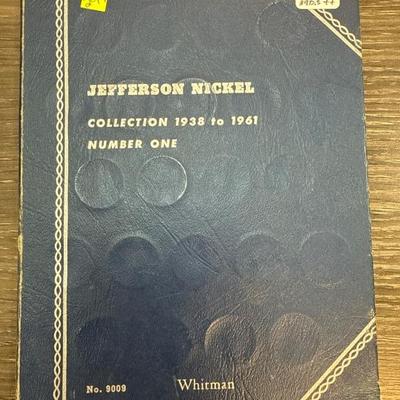 JEFFERSON NICKEL
COLLECTION 1938 to 1961
NUMBER ONE
No. 9009
Whitman